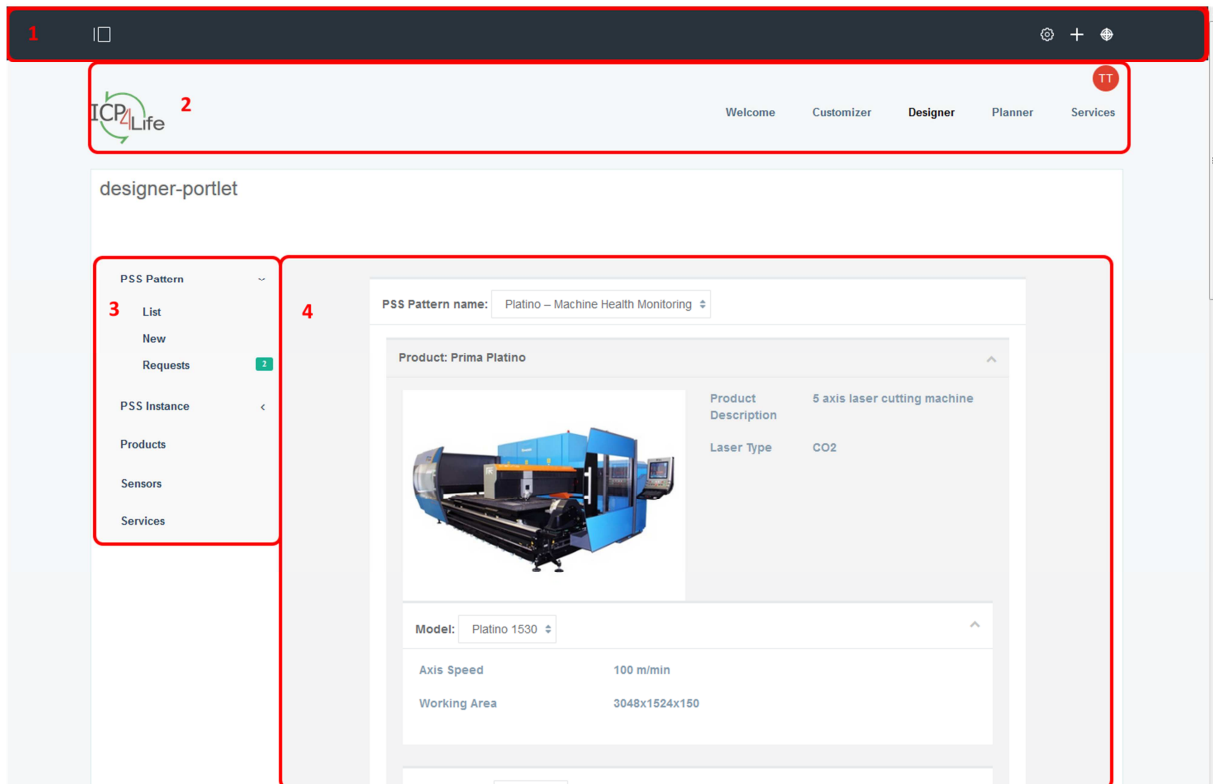 1
TT
ICP4Life
2
Welcome Customizer Designer Planner Services
designer-portlet
PSS Pattern
3
List
New
Requests 2
PSS Instance
Products
Sensors
Services
4
PSS Pattern name: Platino – Machine Health Monitoring
Product: Prima Platino
Product Description 5 axis laser cutting machine
Laser Type CO2
Model: Platino 1530
Axis Speed 100 m/min
Working Area 3048x1524x150